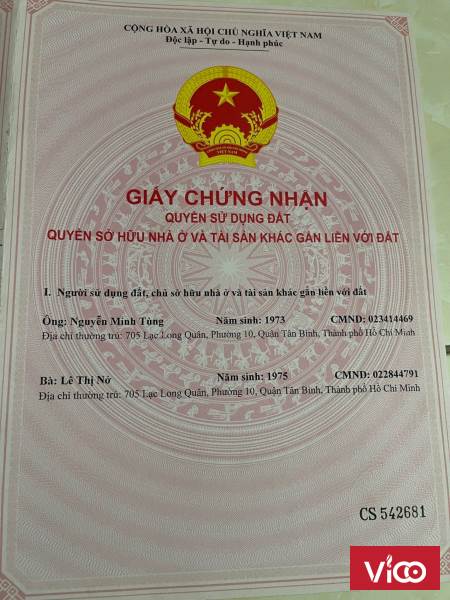 CỘNG HÒA XÃ HỘI CHỦ NGHĨA VIỆT NAM
Độc lập - Tự do - Hạnh phúc
VIỆT NAM
GIẤY CHỨNG NHẬN
QUYỀN SỬ DỤNG ĐẤT
QUYỀN SỞ HỮU NHÀ Ở VÀ TÀI SẢN KHÁC GẮN LIỀN VỚI ĐẤT
I. Người sử dụng đất, chủ sở hữu nhà ở và tài sản khác gắn liền với đất
Ông: Nguyễn Minh Tùng Năm sinh: 1973 CMND: 023414469
Địa chỉ thường trú: 705 Lạc Long Quân, Phường 10, Quận Tân Bình, Thành phố Hồ Chí Minh
Bà: Lê Thị Nở Năm sinh: 1975 CMND: 022844791
Địa chỉ thường trú: 705 Lạc Long Quân, Phường 10, Quận Tân Bình, Thành phố Hồ Chí Minh
CS 542681
Vico